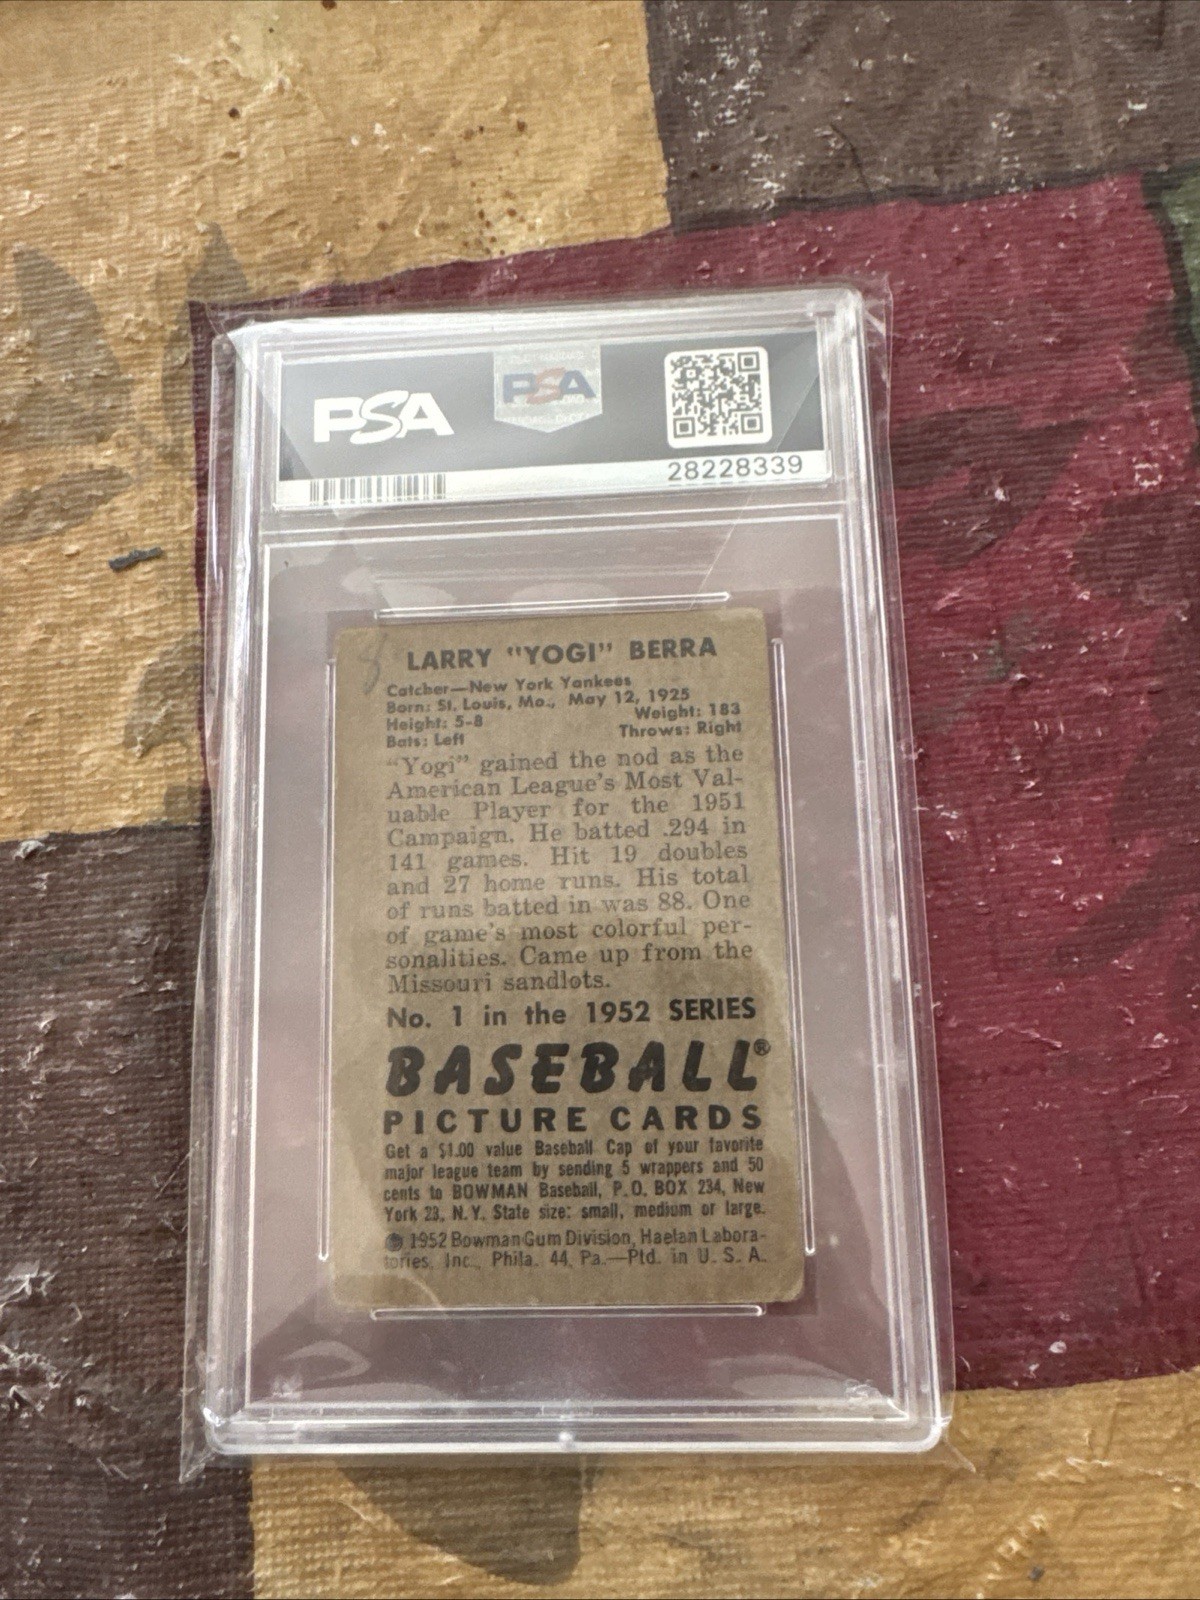 PSA
PSA
28228339
8
LARRY "YOGI" BERRA
Catcher—New York Yankees
Born: St. Louis, Mo., May 12, 1925
Height: 5-8 Weight: 183
Bats: Left Throws: Right
"Yogi" gained the nod as the
American League's Most Val-
uable Player for the 1951
Campaign. He batted .294 in
141 games. Hit 19 doubles
and 27 home runs. His total
of runs batted in was 88. One
of game's most colorful per-
sonalities. Came up from the
Missouri sandlots.
No. 1 in the 1952 SERIES
BASEBALL®
PICTURE CARDS
Get a $1.00 value Baseball Cap of your favorite
major league team by sending 5 wrappers and 50
cents to BOWMAN Baseball, P.O. BOX 234, New
York 23, N.Y. State size: small, medium or large.
© 1952 Bowman Gum Division, Haelan Labora-
tories, Inc., Phila. 44, Pa.—Ptd. in U. S. A.